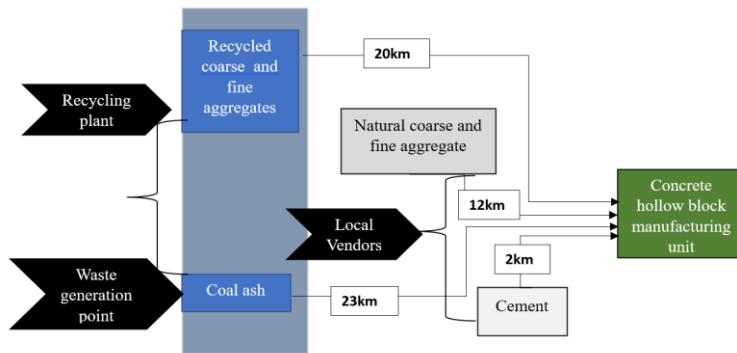 Recycled
coarse and
fine
aggregates
20km
Recycling
plant
Natural coarse and
fine aggregate
Concrete
hollow block
manufacturing
unit
12km
Local
Vendors
2km
Waste
generation
point
Coal ash
23km
Cement